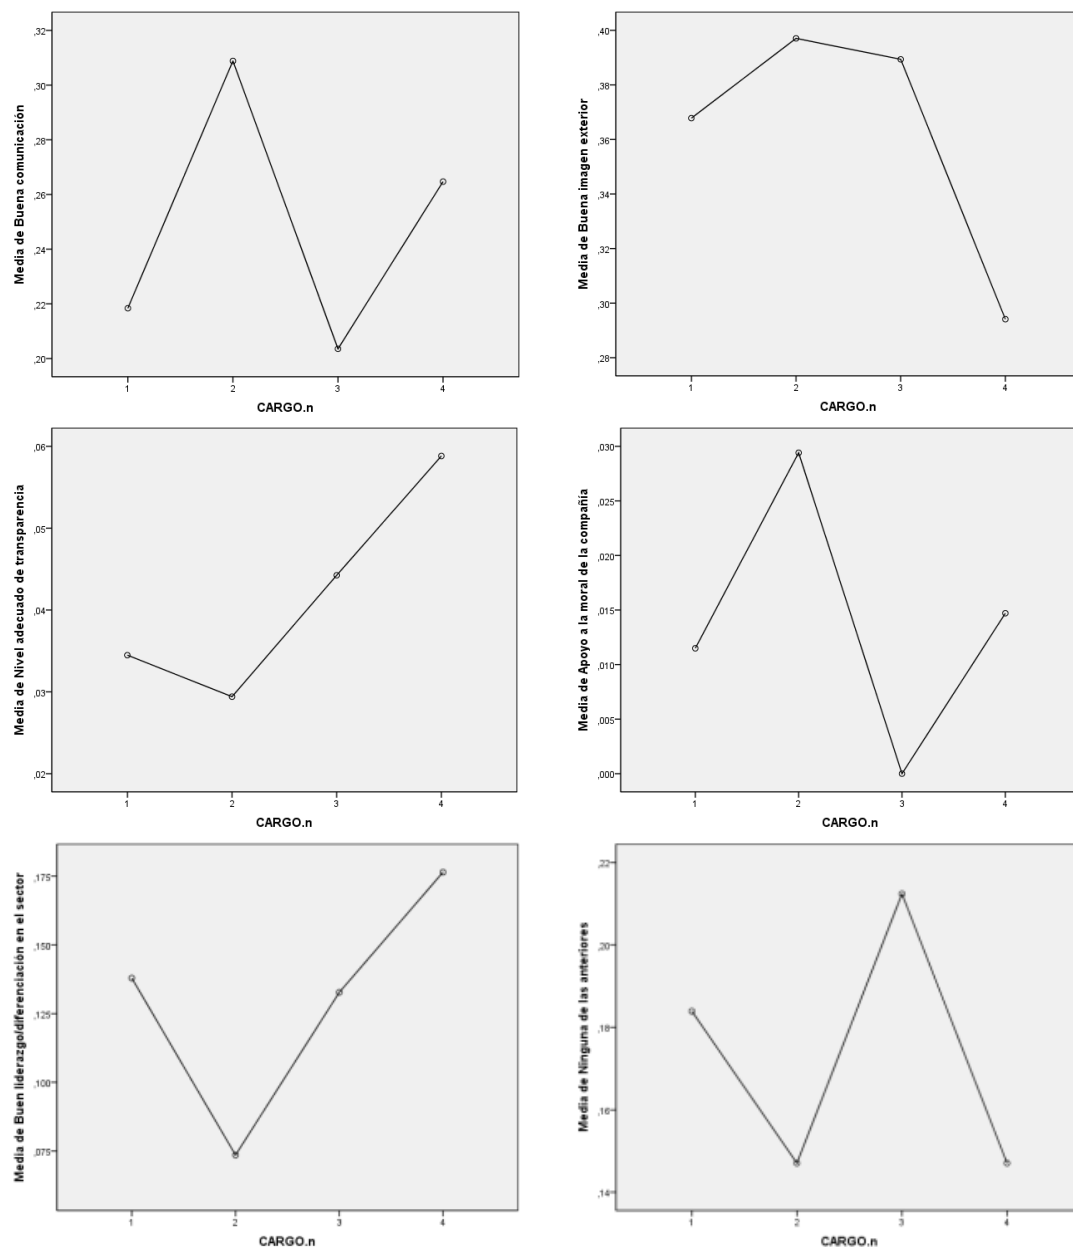 Media de Buena comunicación
,32
,30
,28
,26
,24
,22
,20
1 2 3 4
CARGO.n
Media de Buena imagen exterior
,40
,38
,36
,34
,32
,30
,28
1 2 3 4
CARGO.n
Media de Nivel adecuado de transparencia
,06
,05
,04
,03
,02
1 2 3 4
CARGO.n
Media de Apoyo a la moral de la compañía
,030
,025
,020
,015
,010
,005
,000
1 2 3 4
CARGO.n
Media de Buen liderazgo/diferenciación en el sector
,175
,150
,125
,100
,075
1 2 3 4
CARGO.n
Media de Ninguna de las anteriores
,22
,20
,18
,16
,14
1 2 3 4
CARGO.n